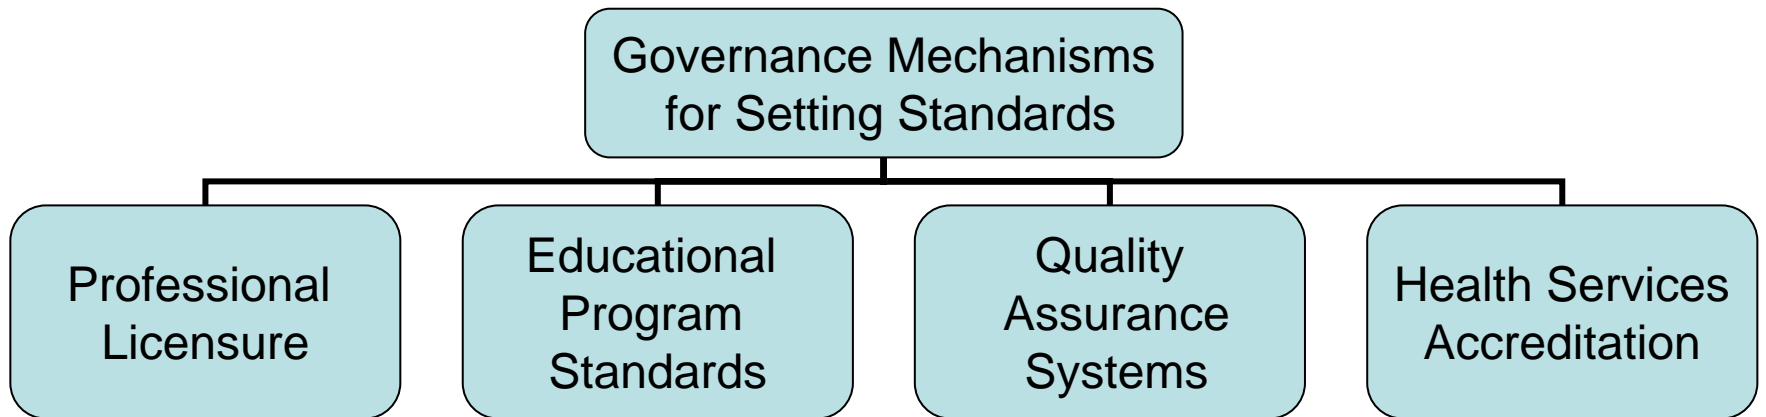 Governance Mechanisms
for Setting Standards
Professional
Licensure
Educational
Program
Standards
Quality
Assurance
Systems
Health Services
Accreditation